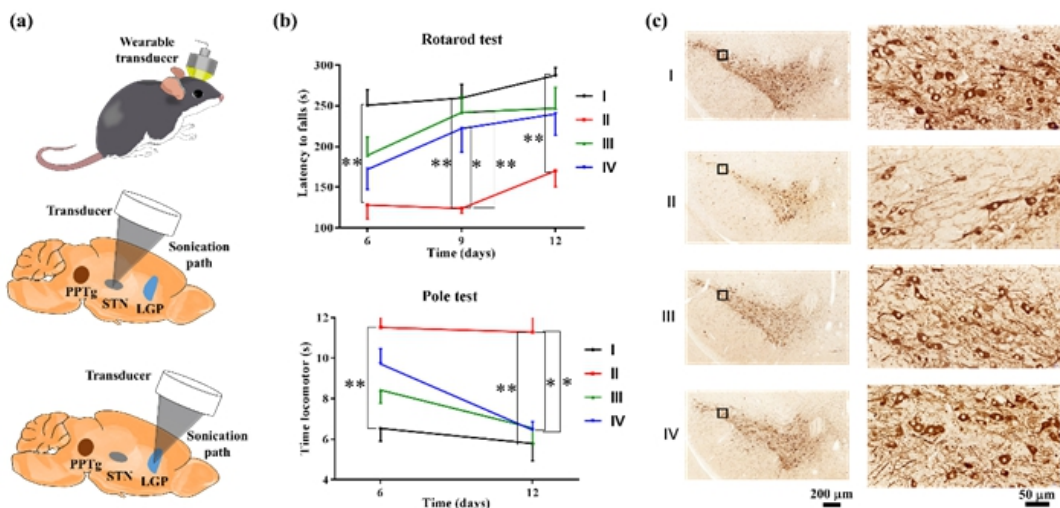 (a)
Wearable
transducer
Transducer
Sonication
path
PPTg
STN
LGP
Transducer
Sonication
path
PPTg
STN
LGP
(b)
Rotarod test
Latency to falls (s)
300
250
200
150
100
** ** * ** **
6 9 12
Time (days)
I
II
III
IV
Pole test
Time locomotor (s)
12
10
8
6
4
** ** * *
6 12
Time (days)
I
II
III
IV
(c)
I
II
III
IV
200 µm
50 µm